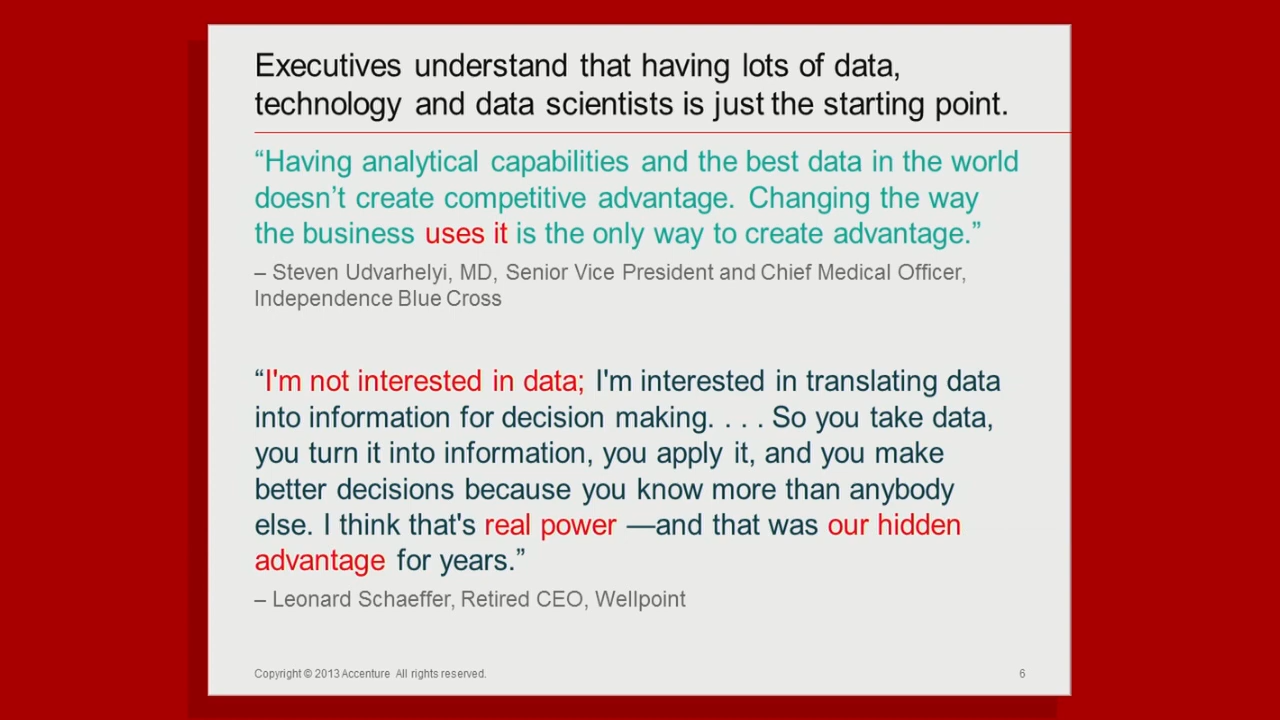 Executives understand that having lots of data,
technology and data scientists is just the starting point.
“Having analytical capabilities and the best data in the world
doesn’t create competitive advantage. Changing the way
the business uses it is the only way to create advantage.”
– Steven Udvarhelyi, MD, Senior Vice President and Chief Medical Officer,
Independence Blue Cross
“I'm not interested in data; I'm interested in translating data
into information for decision making. . . . So you take data,
you turn it into information, you apply it, and you make
better decisions because you know more than anybody
else. I think that's real power —and that was our hidden
advantage for years.”
– Leonard Schaeffer, Retired CEO, Wellpoint
Copyright © 2013 Accenture All rights reserved.
6